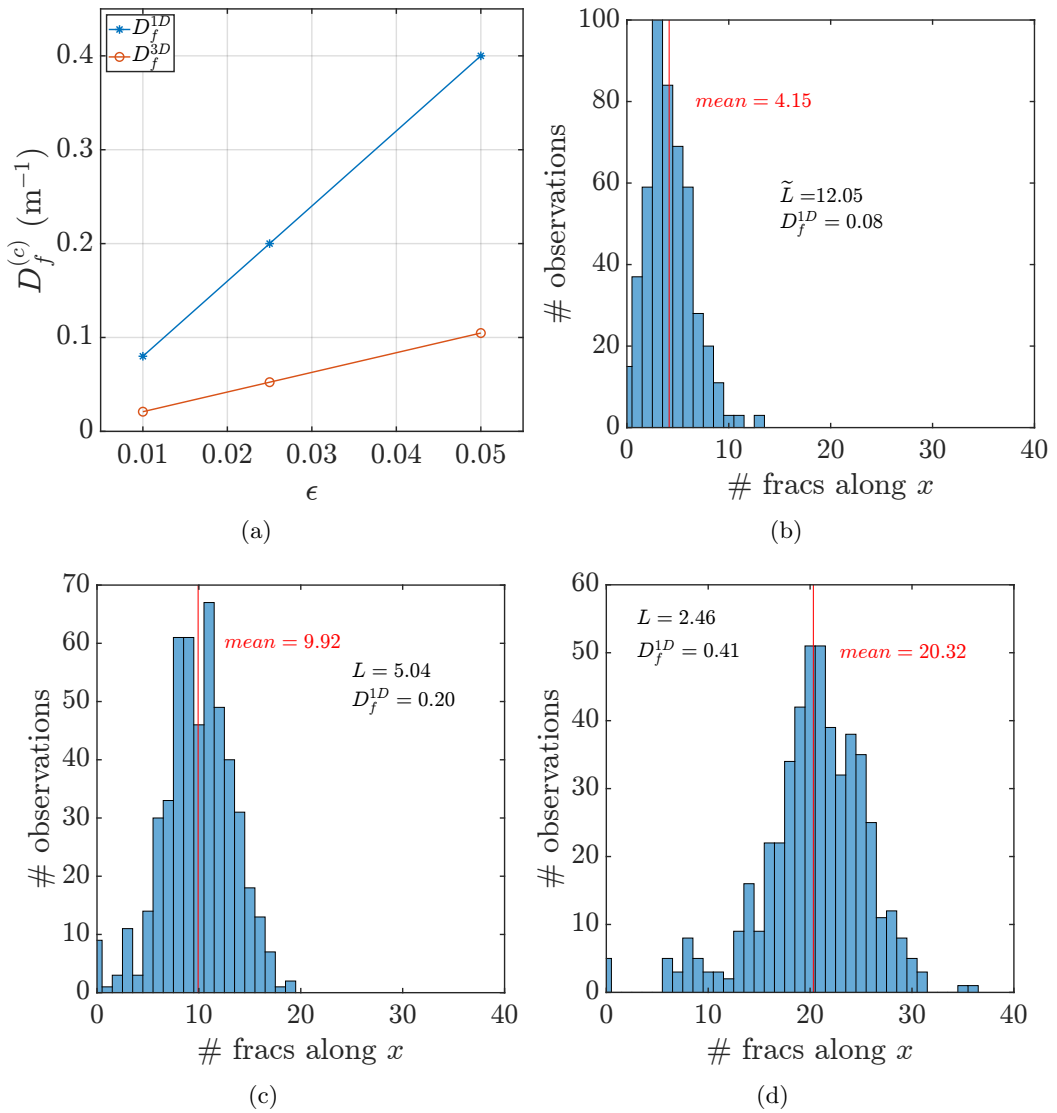 D_f^{1D}
D_f^{3D}
0.4
0.3
0.2
0.1
0
0.01 0.02 0.03 0.04 0.05
D_f^{(c)} (m^{-1})
ϵ
(a)
100
80
60
40
20
0
0 10 20 30 40
# observations
mean = 4.15
L̃ =12.05
D_f^{1D} = 0.08
# fracs along x
(b)
70
60
50
40
30
20
10
0
0 10 20 30 40
# observations
mean = 9.92
L = 5.04
D_f^{1D} = 0.20
# fracs along x
(c)
60
50
40
30
20
10
0
0 10 20 30 40
# observations
L = 2.46
D_f^{1D} = 0.41
mean = 20.32
# fracs along x
(d)